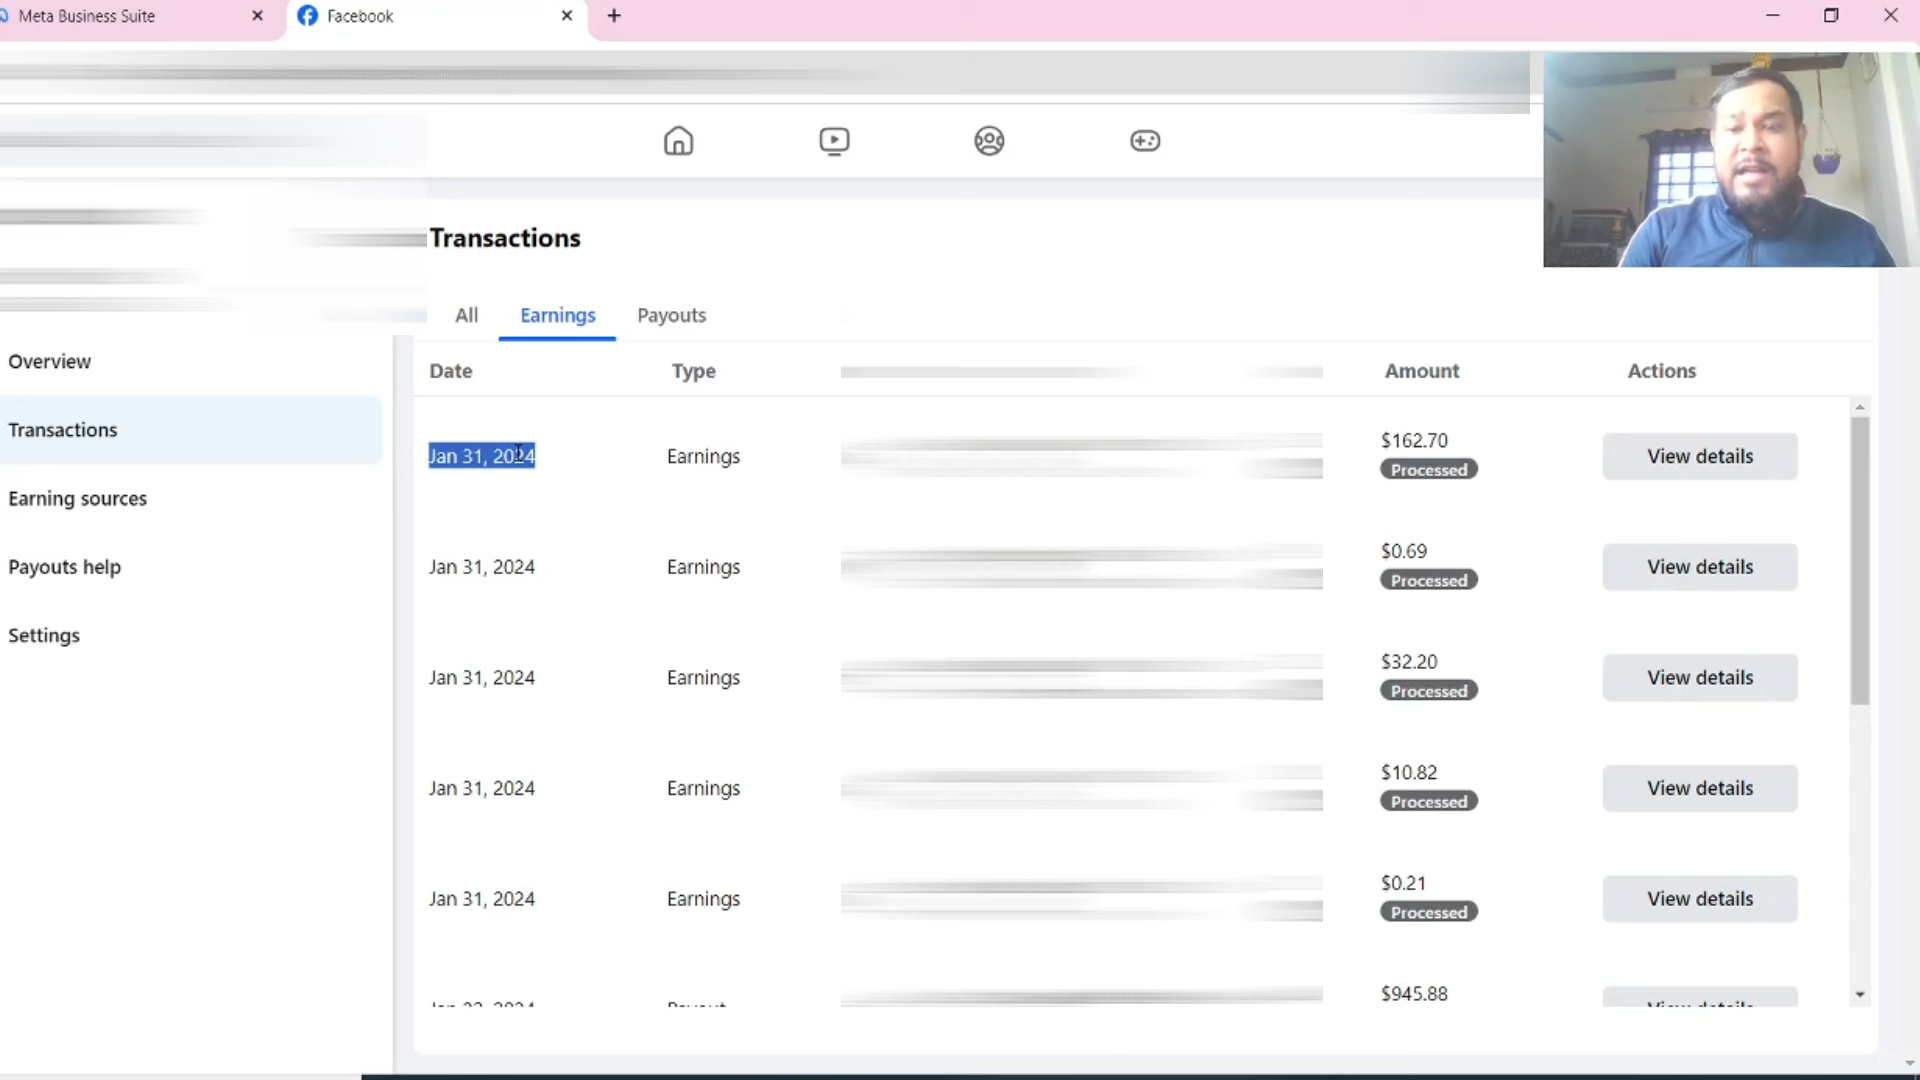 Meta Business Suite
Facebook
Transactions
All Earnings Payouts
Overview
Transactions
Earning sources
Payouts help
Settings
Date Type Amount Actions
Jan 31, 2024 Earnings $162.70 Processed View details
Jan 31, 2024 Earnings $0.69 Processed View details
Jan 31, 2024 Earnings $32.20 Processed View details
Jan 31, 2024 Earnings $10.82 Processed View details
Jan 31, 2024 Earnings $0.21 Processed View details
$945.88